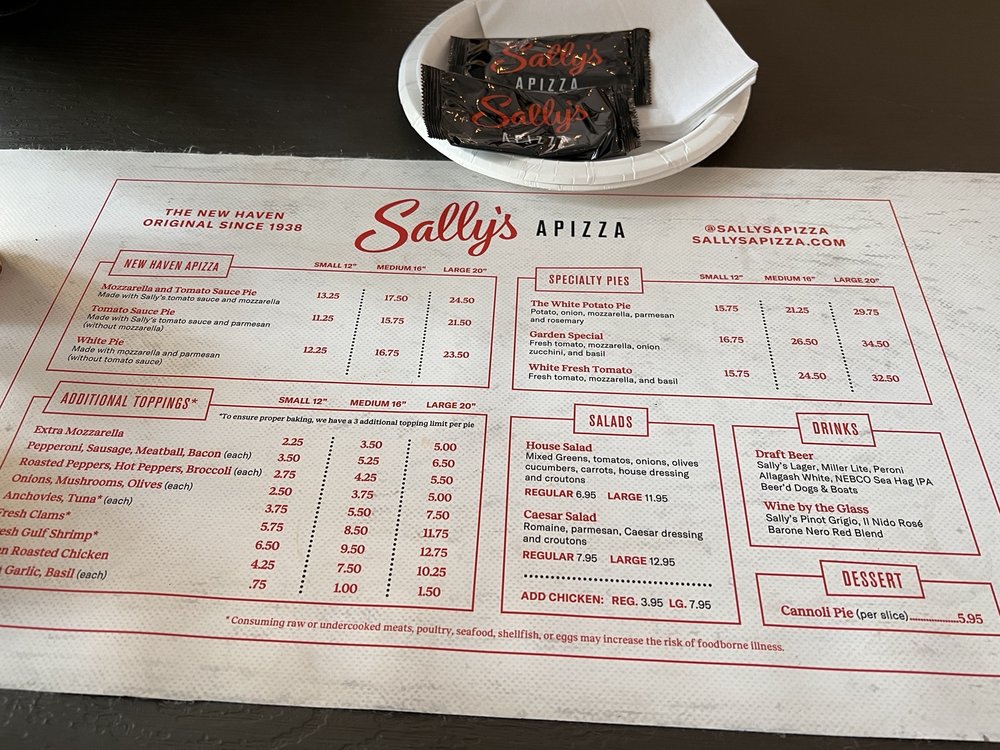 Sally's
APIZZA
Sally's
APIZZA
THE NEW HAVEN
ORIGINAL SINCE 1938
Sally's APIZZA
@SALLYSAPIZZA
SALLYSAPIZZA.COM
NEW HAVEN APIZZA
SMALL 12" MEDIUM 16" LARGE 20"
Mozzarella and Tomato Sauce Pie 13.25 17.50 24.50
Made with Sally's tomato sauce and mozzarella
Tomato Sauce Pie 11.25 15.75 21.50
Made with Sally's tomato sauce and parmesan
(without mozzarella)
White Pie 12.25 16.75 23.50
Made with mozzarella and parmesan
(without tomato sauce)
SPECIALTY PIES
SMALL 12" MEDIUM 16" LARGE 20"
The White Potato Pie 15.75 21.25 29.75
Potato, onion, mozzarella, parmesan
and rosemary
Garden Special 16.75 26.50 34.50
Fresh tomato, mozzarella, onion
zucchini, and basil
White Fresh Tomato 15.75 24.50 32.50
Fresh tomato, mozzarella, and basil
ADDITIONAL TOPPINGS*
SMALL 12" MEDIUM 16" LARGE 20"
*To ensure proper baking, we have a 3 additional topping limit per pie
Extra Mozzarella 2.25 3.50 5.00
Pepperoni, Sausage, Meatball, Bacon (each) 3.50 5.25 6.50
Roasted Peppers, Hot Peppers, Broccoli (each) 2.75 4.25 5.50
Onions, Mushrooms, Olives (each) 2.50 3.75 5.00
Anchovies, Tuna* (each) 3.75 5.50 7.50
Fresh Clams* 5.75 8.50 11.75
esh Gulf Shrimp* 6.50 9.50 12.75
n Roasted Chicken 4.25 7.50 10.25
Garlic, Basil (each) .75 1.00 1.50
SALADS
House Salad
Mixed Greens, tomatoes, onions, olives
cucumbers, carrots, house dressing
and croutons
REGULAR 6.95 LARGE 11.95
Caesar Salad
Romaine, parmesan, Caesar dressing
and croutons
REGULAR 7.95 LARGE 12.95
ADD CHICKEN: REG. 3.95 LG. 7.95
DRINKS
Draft Beer
Sally's Lager, Miller Lite, Peroni
Allagash White, NEBCO Sea Hag IPA
Beer'd Dogs & Boats
Wine by the Glass
Sally's Pinot Grigio, Il Nido Rosé
Barone Nero Red Blend
DESSERT
Cannoli Pie (per slice)..................5.95
*Consuming raw or undercooked meats, poultry, seafood, shellfish, or eggs may increase the risk of foodborne illness.